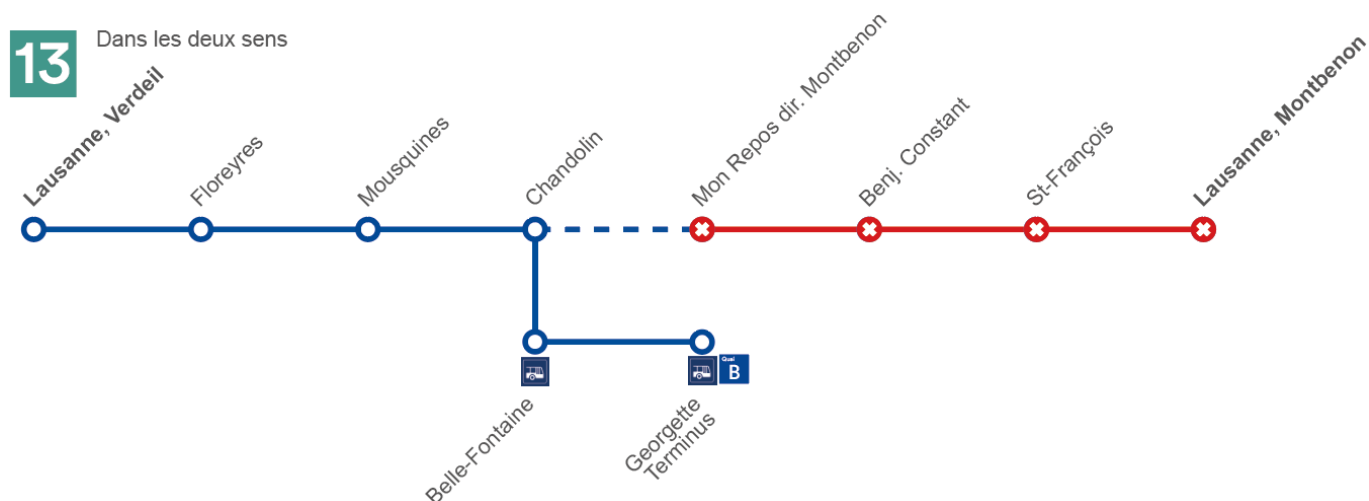 13
Dans les deux sens
Lausanne, Verdeil
Floreyres
Mousquines
Chandolin
Mon Repos dir. Montbenon
Benj. Constant
St-François
Lausanne, Montbenon
Quai
B
Belle-Fontaine
Georgette
Terminus